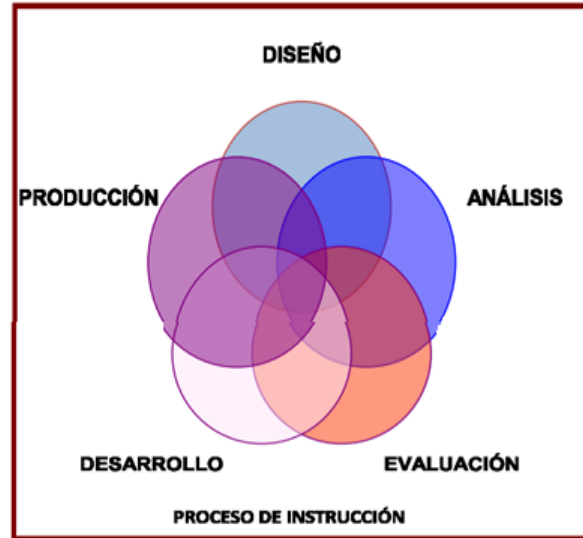 DISEÑO
PRODUCCIÓN
ANÁLISIS
DESARROLLO
EVALUACIÓN
PROCESO DE INSTRUCCIÓN